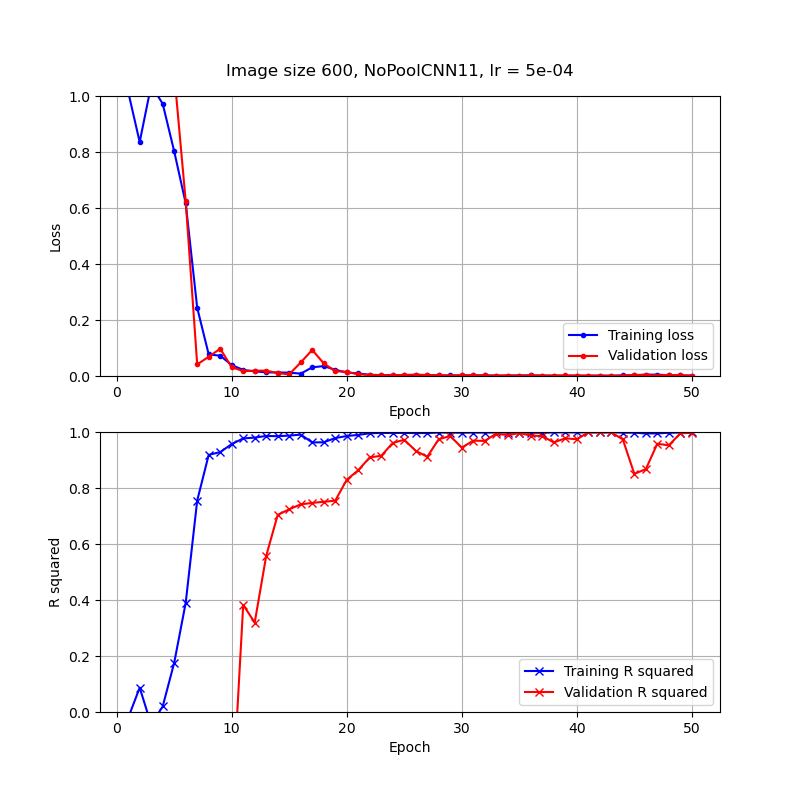 Image size 600, NoPoolCNN11, lr = 5e-04
1.0
0.8
0.6
0.4
0.2
0.0
Loss
Training loss
Validation loss
0 10 20 30 40 50
Epoch
1.0
0.8
0.6
0.4
0.2
0.0
R squared
Training R squared
Validation R squared
0 10 20 30 40 50
Epoch